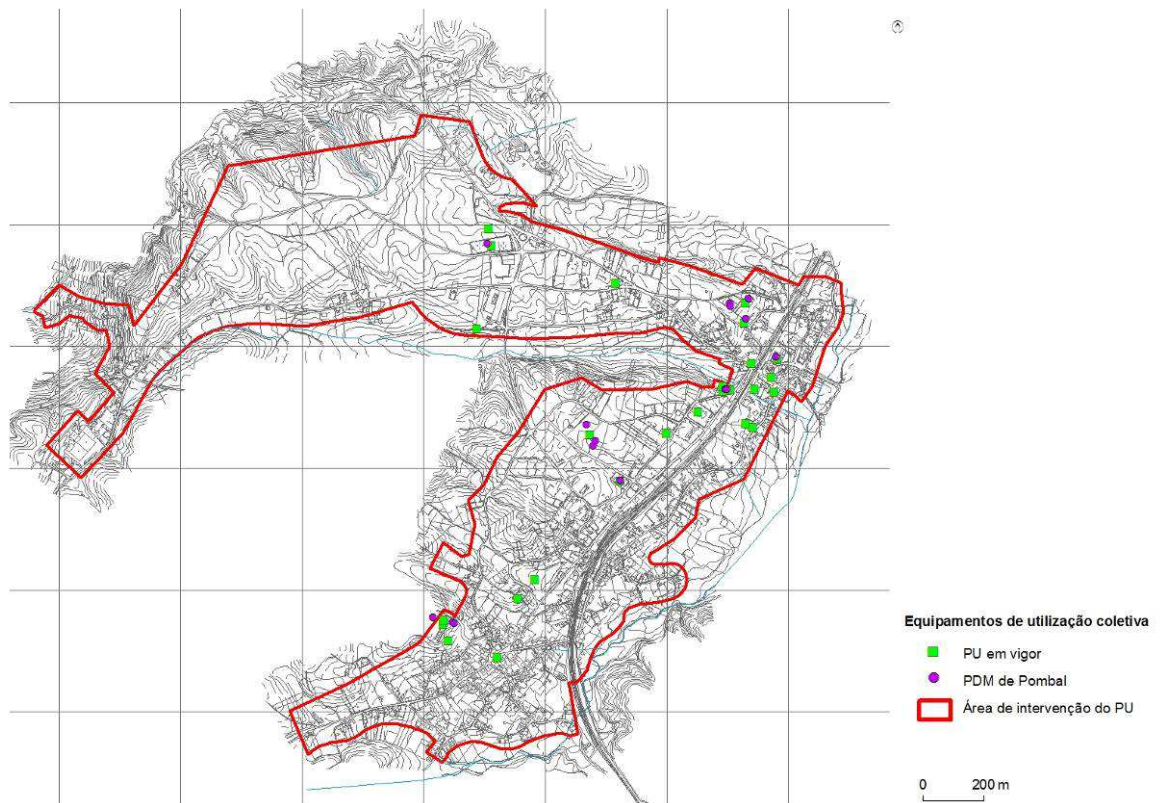 Equipamentos de utilização coletiva
PU em vigor
PDM de Pombal
Área de intervenção do PU
0 200 m